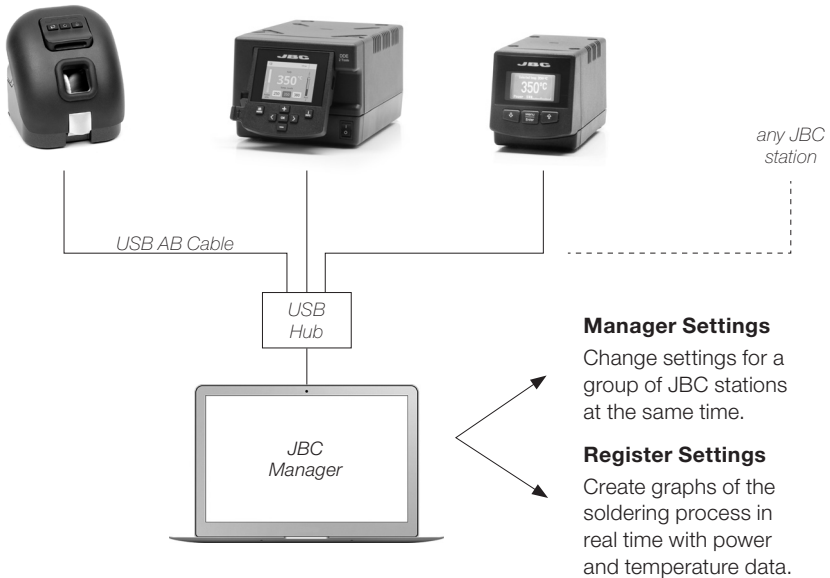 JBC
350°
JBC
350°C
any JBC
station
USB AB Cable
USB
Hub
JBC
Manager
Manager Settings
Change settings for a
group of JBC stations
at the same time.
Register Settings
Create graphs of the
soldering process in
real time with power
and temperature data.